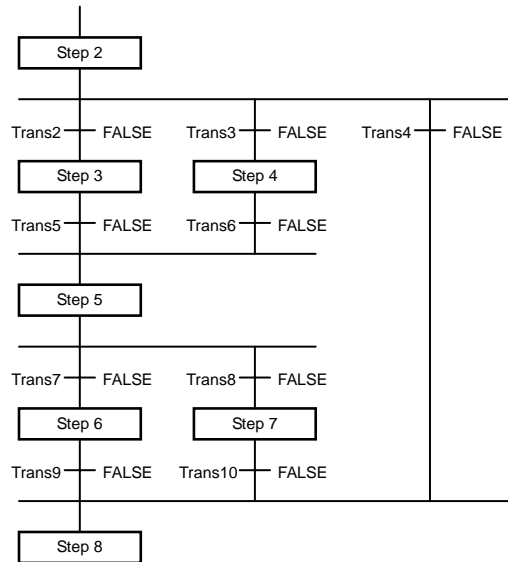 Step 2
Trans2 FALSE Trans3 FALSE Trans4 FALSE
Step 3 Step 4
Trans5 FALSE Trans6 FALSE
Step 5
Trans7 FALSE Trans8 FALSE
Step 6 Step 7
Trans9 FALSE Trans10 FALSE
Step 8